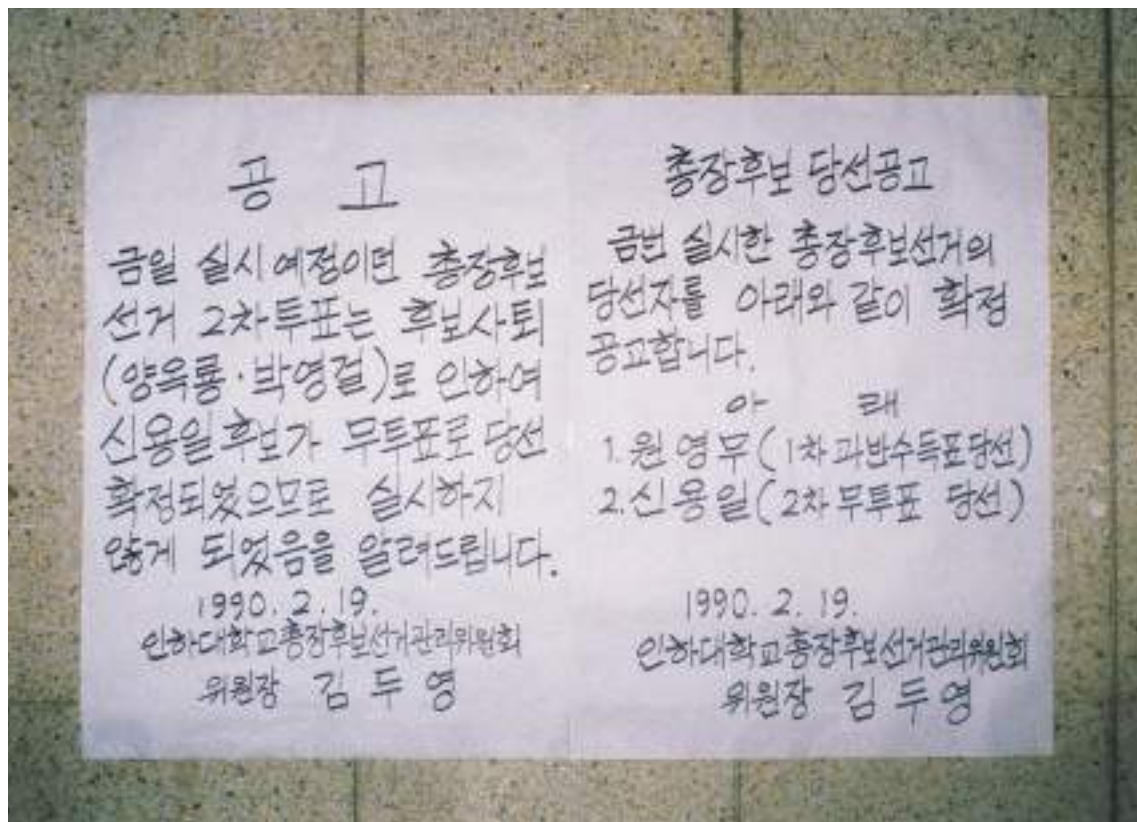 공 고
금일 실시 예정이던 총장후보
선거 2차투표는 후보사퇴
(양옥룡·박영걸)로 인하여
신용일후보가 무투표로 당선
확정되었으므로 실시하지
않게 되었음을 알려드립니다.
1990. 2. 19.
인하대학교총장후보선거관리위원회
위원장 김 두 영
총장후보 당선공고
금번 실시한 총장후보선거의
당선자를 아래와 같이 확정
공고합니다.
아 래
1. 원영무(1차과반수득표당선)
2. 신용일(2차무투표 당선)
1990. 2. 19.
인하대학교총장후보선거관리위원회
위원장 김 두 영